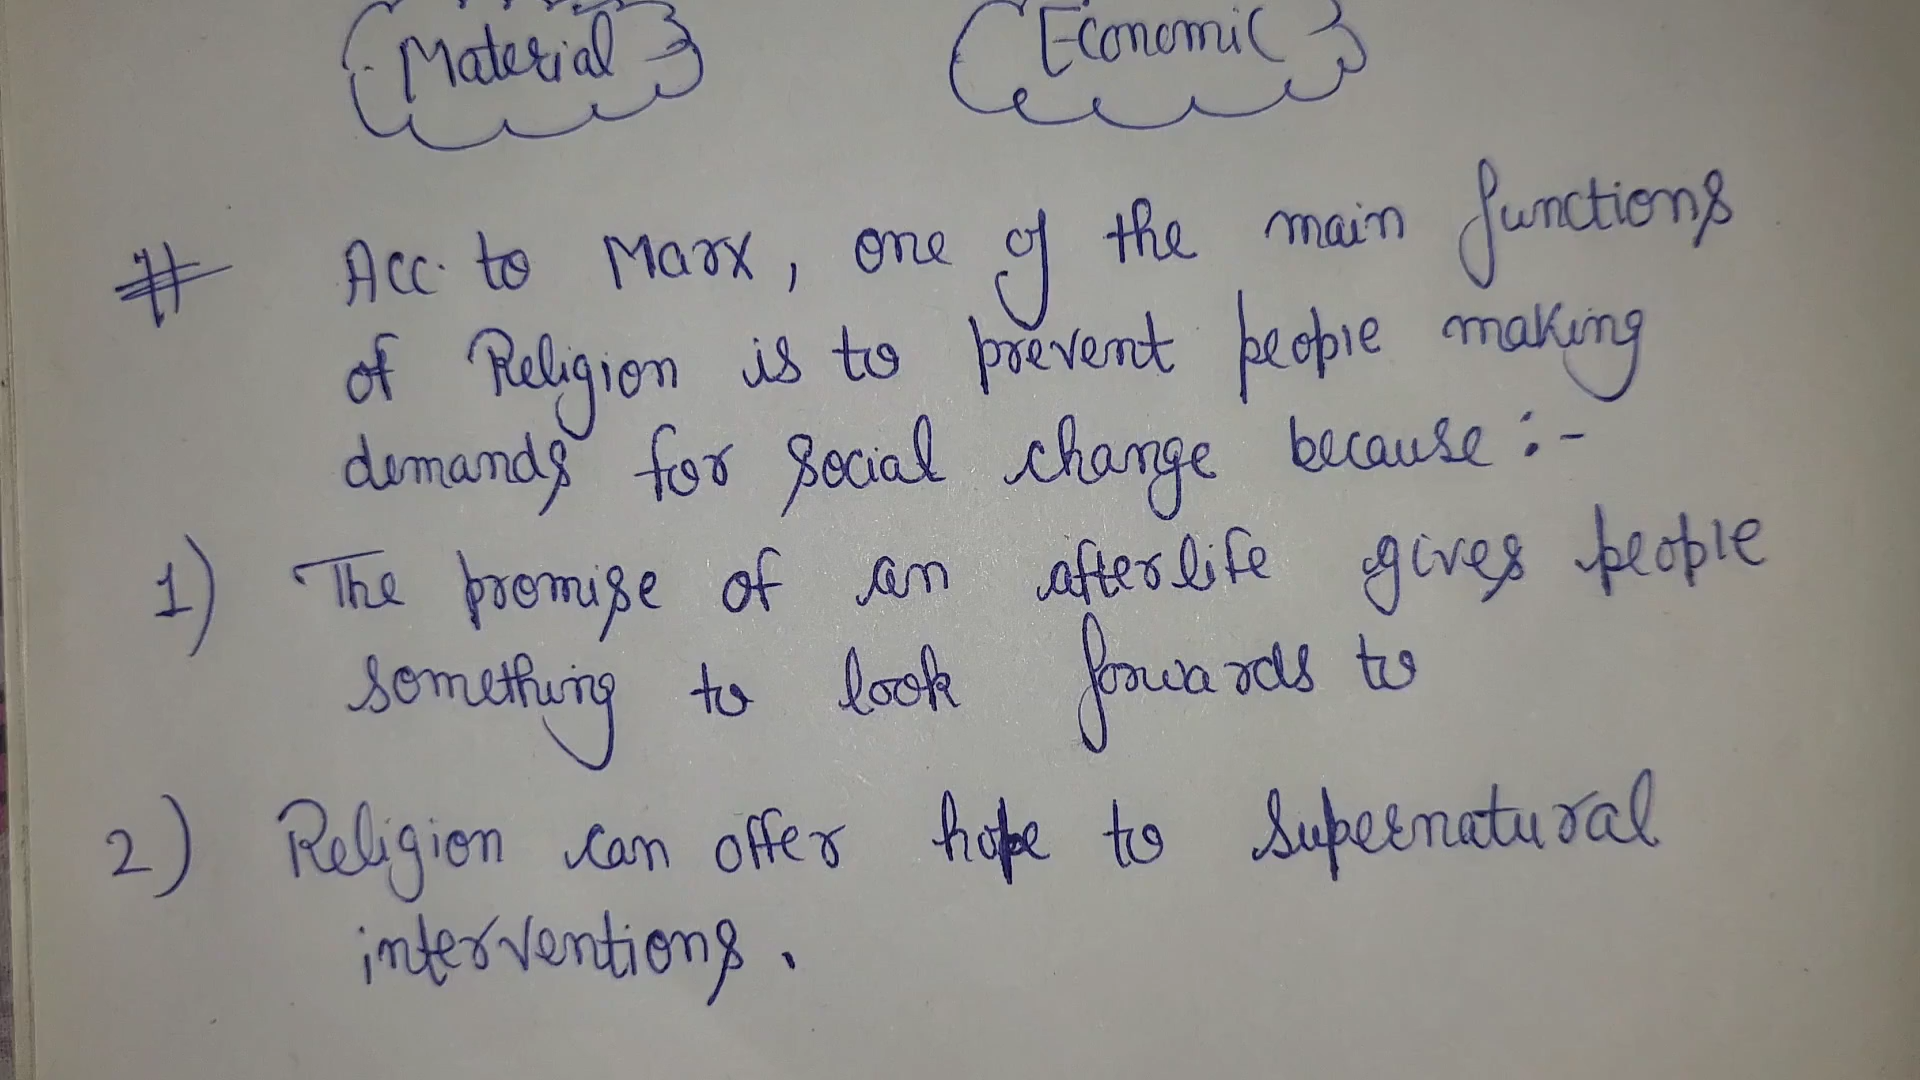 Material Economic
# Acc. to Marx, one of the main functions
of Religion is to prevent people making
demands for social change because :-
1) The promise of an afterlife gives people
something to look forwards to
2) Religion can offer hope to supernatural
interventions.